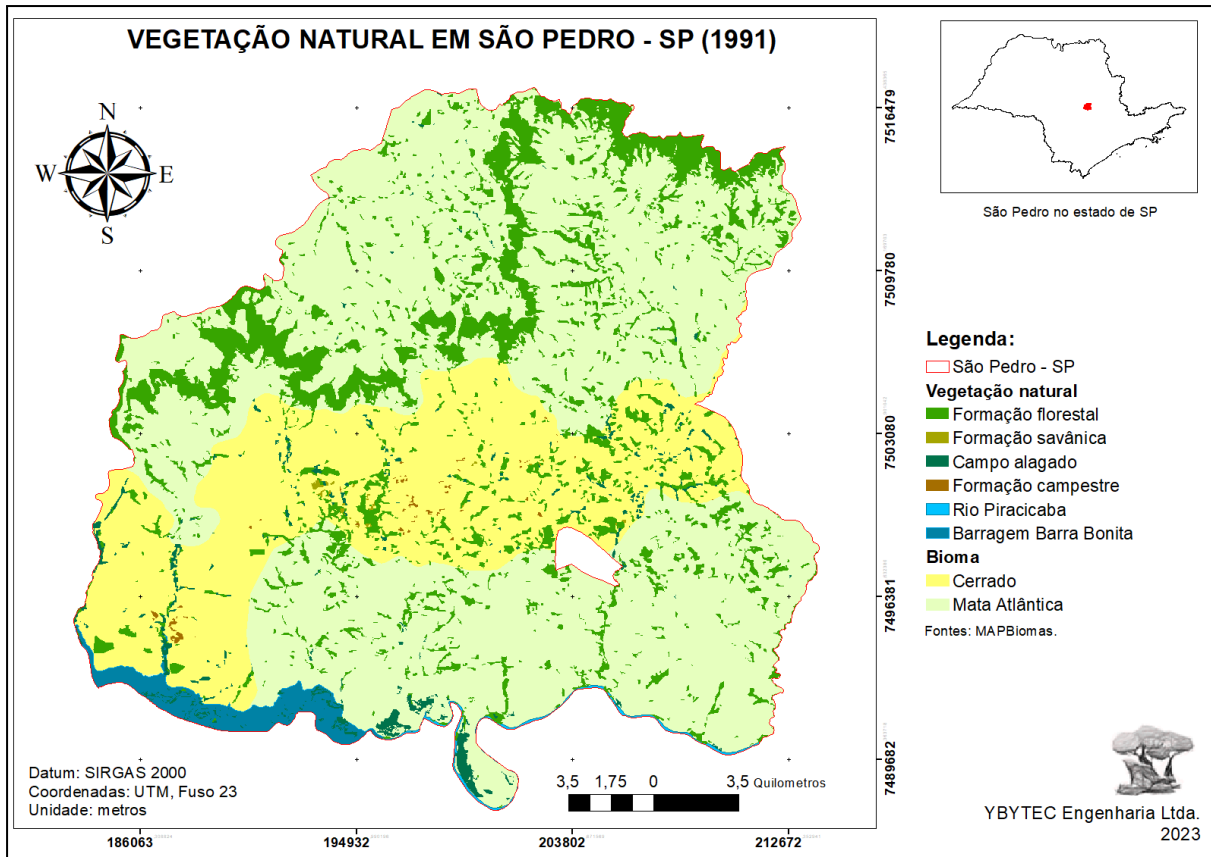 VEGETAÇÃO NATURAL EM SÃO PEDRO - SP (1991)
N
W E
S
7516479
7509780
7503080
7496381
7489682
São Pedro no estado de SP
Legenda:
São Pedro - SP
Vegetação natural
Formação florestal
Formação savânica
Campo alagado
Formação campestre
Rio Piracicaba
Barragem Barra Bonita
Bioma
Cerrado
Mata Atlântica
Fontes: MAPBiomas.
Datum: SIRGAS 2000
Coordenadas: UTM, Fuso 23
Unidade: metros
3,5 1,75 0 3,5 Quilometros
186063 194932 203802 212672
YBYTEC Engenharia Ltda.
2023